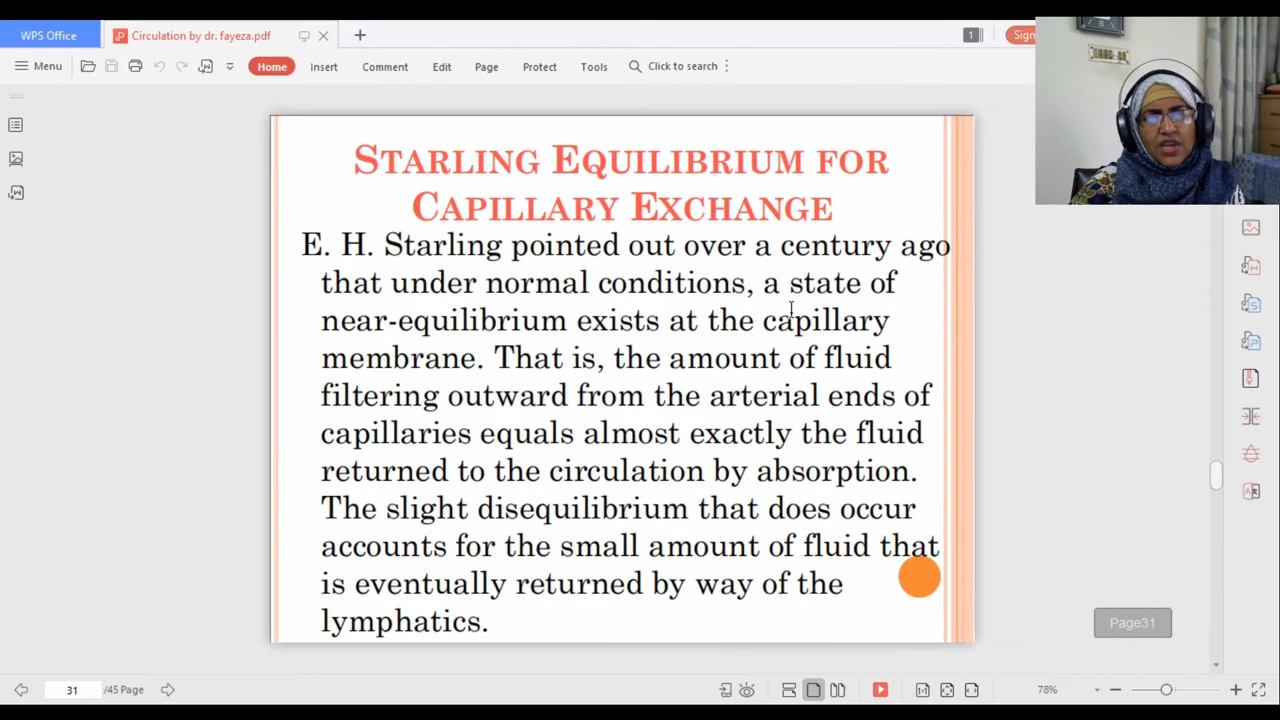 WPS Office
Circulation by dr. fayeza.pdf
1
Sign
Menu
Home
Insert
Comment
Edit
Page
Protect
Tools
Click to search
STARLING EQUILIBRIUM FOR
CAPILLARY EXCHANGE
E. H. Starling pointed out over a century ago
that under normal conditions, a state of
near-equilibrium exists at the capillary
membrane. That is, the amount of fluid
filtering outward from the arterial ends of
capillaries equals almost exactly the fluid
returned to the circulation by absorption.
The slight disequilibrium that does occur
accounts for the small amount of fluid that
is eventually returned by way of the
lymphatics.
Page31
31 /45 Page
78%